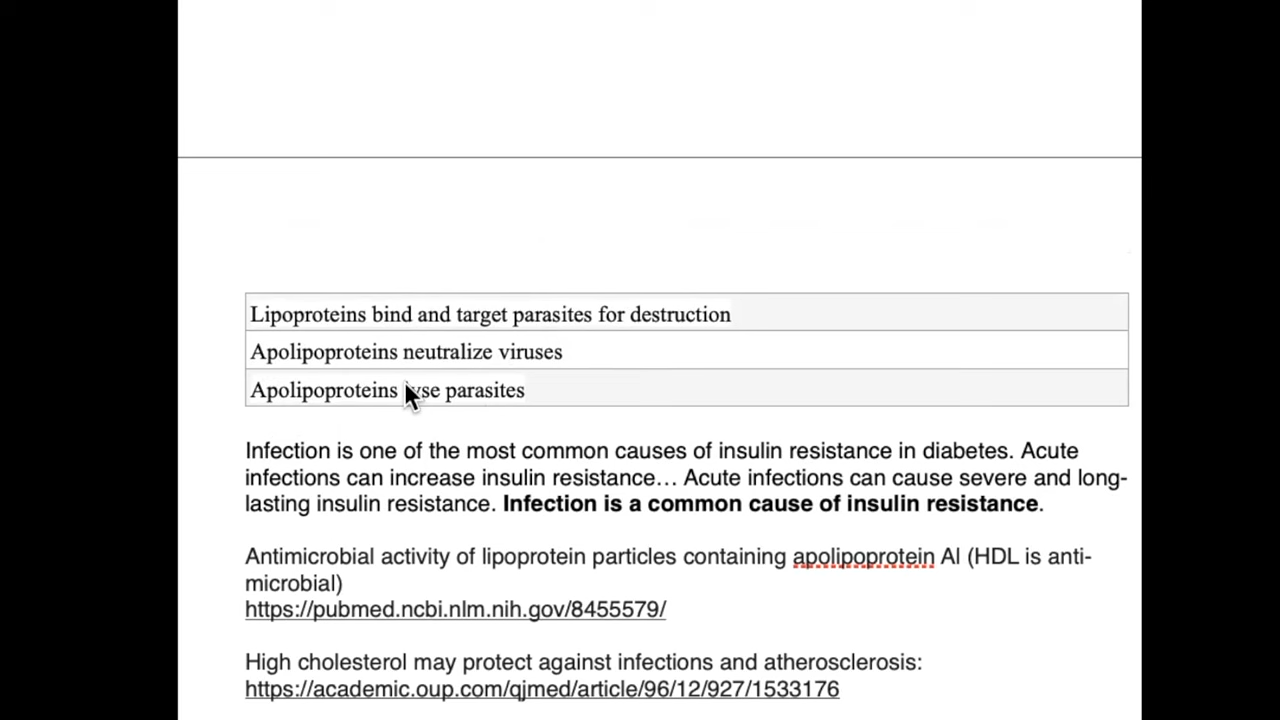 Lipoproteins bind and target parasites for destruction
Apolipoproteins neutralize viruses
Apolipoproteins lyse parasites
Infection is one of the most common causes of insulin resistance in diabetes. Acute
infections can increase insulin resistance… Acute infections can cause severe and long-
lasting insulin resistance. Infection is a common cause of insulin resistance.
Antimicrobial activity of lipoprotein particles containing apolipoprotein AI (HDL is anti-
microbial)
https://pubmed.ncbi.nlm.nih.gov/8455579/
High cholesterol may protect against infections and atherosclerosis:
https://academic.oup.com/qjmed/article/96/12/927/1533176